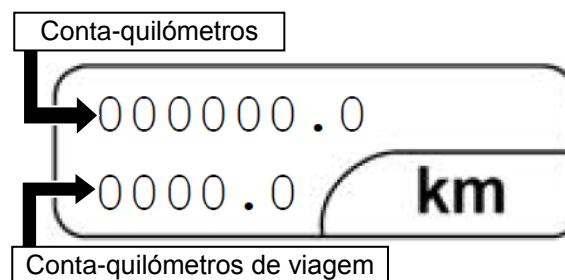 Conta-quilómetros
000000.0
0000.0
km
Conta-quilómetros de viagem